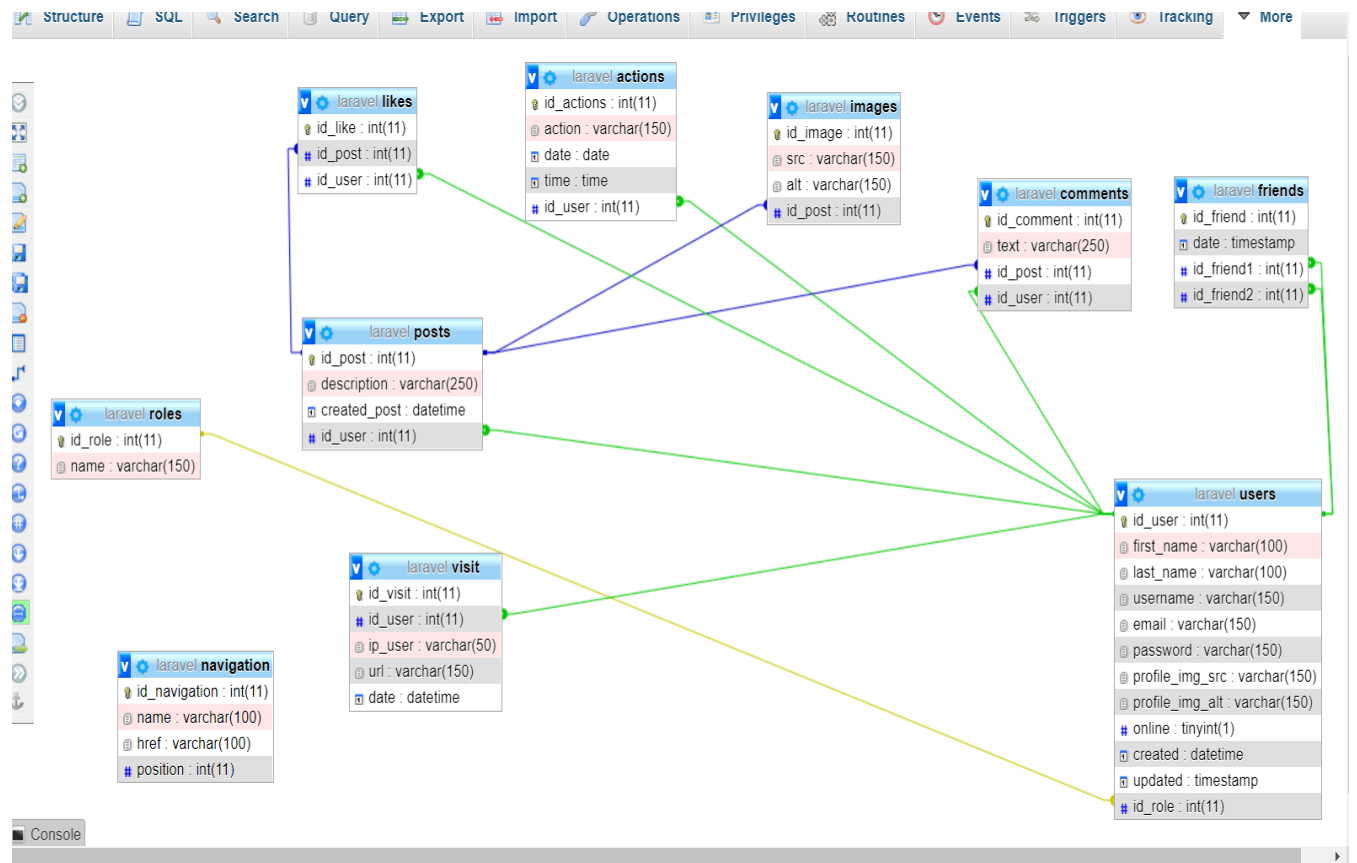 Structure SQL Search Query Export Import Operations Privileges Routines Events Triggers Tracking More
laravel likes
id_like : int(11)
id_post : int(11)
id_user : int(11)
laravel actions
id_actions : int(11)
action : varchar(150)
date : date
time : time
id_user : int(11)
laravel images
id_image : int(11)
src : varchar(150)
alt : varchar(150)
id_post : int(11)
laravel comments
id_comment : int(11)
text : varchar(250)
id_post : int(11)
id_user : int(11)
laravel friends
id_friend : int(11)
date : timestamp
id_friend1 : int(11)
id_friend2 : int(11)
laravel posts
id_post : int(11)
description : varchar(250)
created_post : datetime
id_user : int(11)
laravel roles
id_role : int(11)
name : varchar(150)
laravel users
id_user : int(11)
first_name : varchar(100)
last_name : varchar(100)
username : varchar(150)
email : varchar(150)
password : varchar(150)
profile_img_src : varchar(150)
profile_img_alt : varchar(150)
online : tinyint(1)
created : datetime
updated : timestamp
id_role : int(11)
laravel visit
id_visit : int(11)
id_user : int(11)
ip_user : varchar(50)
url : varchar(150)
date : datetime
laravel navigation
id_navigation : int(11)
name : varchar(100)
href : varchar(100)
position : int(11)
Console